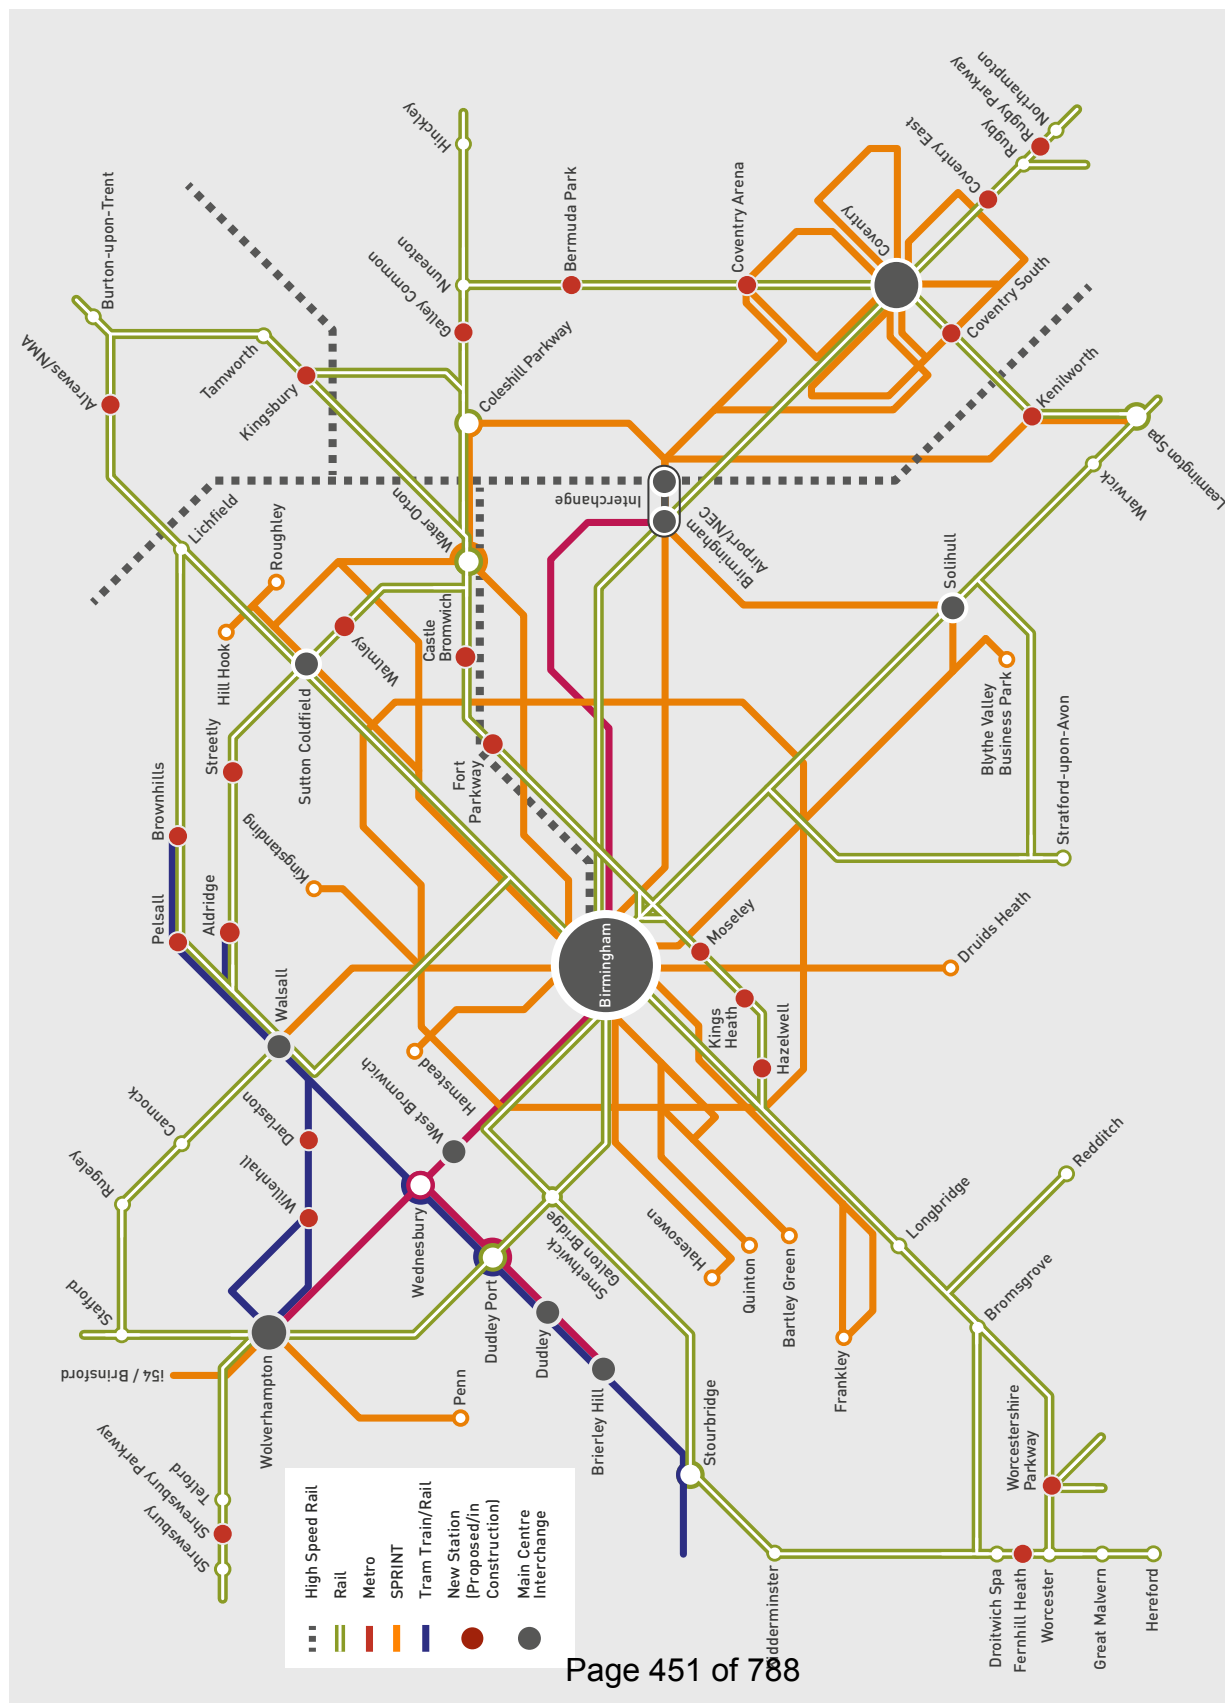 Burton-upon-Trent
Alrewas/NMA
Tamworth
Kingsbury
Lichfield
Hinckley
Nuneaton
Galley Common
Bermuda Park
Coventry Arena
Coleshill Parkway
Water Orton
Coventry
Coventry East
Rugby
Rugby Parkway
Northampton
Coventry South
Kenilworth
Leamington Spa
Warwick
Interchange
Birmingham
Airport/NEC
Solihull
Blythe Valley
Business Park
Stratford-upon-Avon
Roughley
Hill Hook
Walmley
Castle
Bromwich
Sutton Coldfield
Streetly
Fort
Parkway
Brownhills
Pelsall
Aldridge
Kingstanding
Walsall
Birmingham
Moseley
Kings
Heath
Hazelwell
Druids Heath
Hamstead
West Bromwich
Cannock
Rugeley
Darlaston
Willenhall
Stafford
Wednesbury
Dudley Port
Smethwick
Galton Bridge
Dudley
Brierley Hill
Halesowen
Quinton
Bartley Green
Frankley
Longbridge
Redditch
Bromsgrove
i54 / Brinsford
Wolverhampton
Penn
Stourbridge
Telford
Shrewsbury Parkway
Shrewsbury
Worcestershire
Parkway
Kidderminster
Droitwich Spa
Fernhill Heath
Worcester
Great Malvern
Hereford
High Speed Rail
Rail
Metro
SPRINT
Tram Train/Rail
New Station
(Proposed/in
Construction)
Main Centre
Interchange
Page 451 of 788